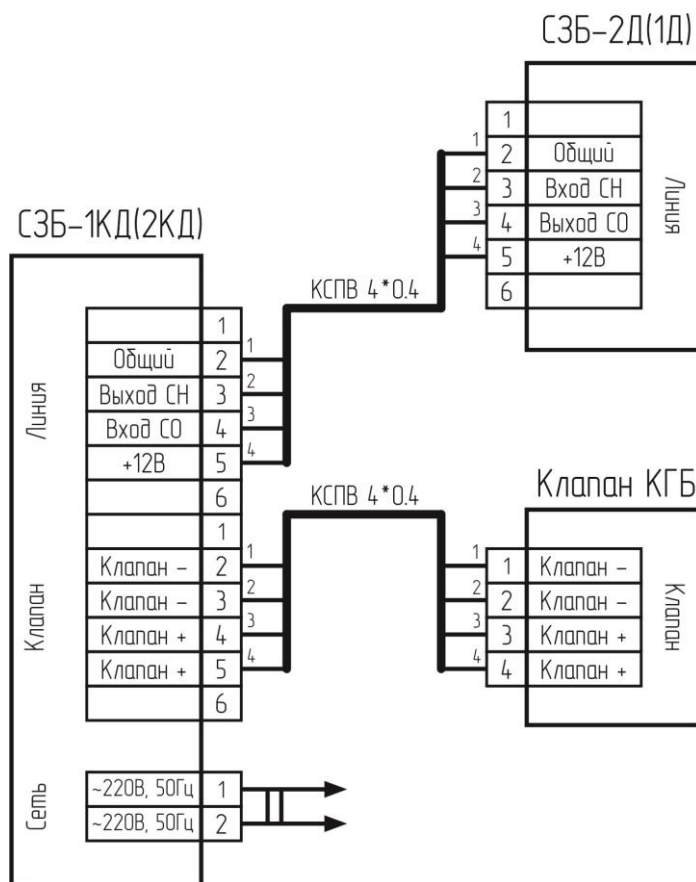 СЗБ-2Д(1Д)
1
1 2 Общий
2 3 Вход СН
3 4 Выход СО
4 5 +12В
6
Линия
СЗБ-1КД(2КД)
КСПВ 4*0.4
Линия
1
Общий 2 1
Выход СН 3 2
Вход СО 4 3
+12В 5 4
6
КСПВ 4*0.4
Клапан КГБ
Клапан
1
Клапан - 2 1
Клапан - 3 2
Клапан + 4 3
Клапан + 5 4
6
1 1 Клапан -
2 2 Клапан -
3 3 Клапан +
4 4 Клапан +
Клапан
Сеть
~220В, 50Гц 1
~220В, 50Гц 2